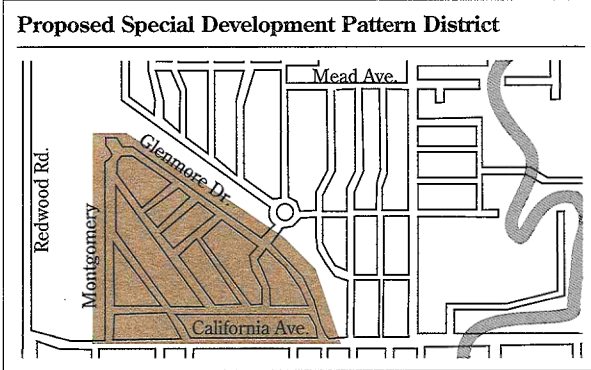 Proposed Special Development Pattern District
Mead Ave.
Glenmore Dr.
Redwood Rd.
Montgomery
California Ave.